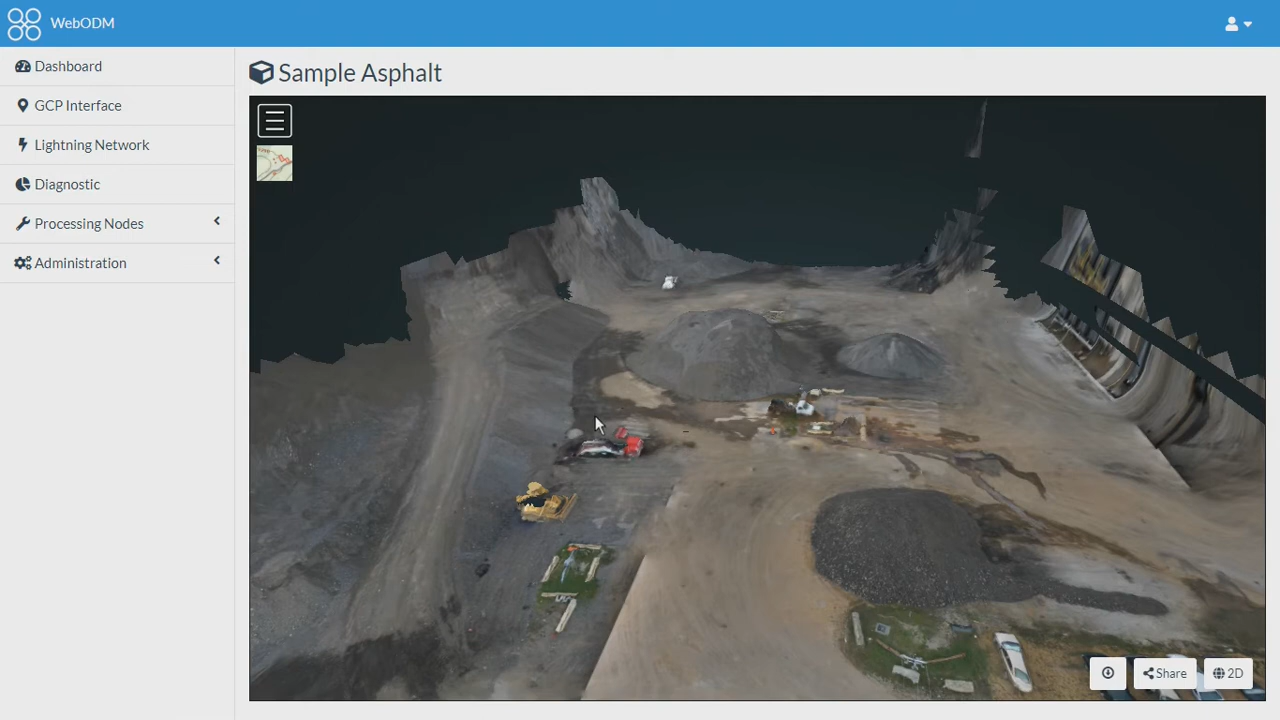 WebODM
Dashboard
GCP Interface
Lightning Network
Diagnostic
Processing Nodes
Administration
Sample Asphalt
Share
2D